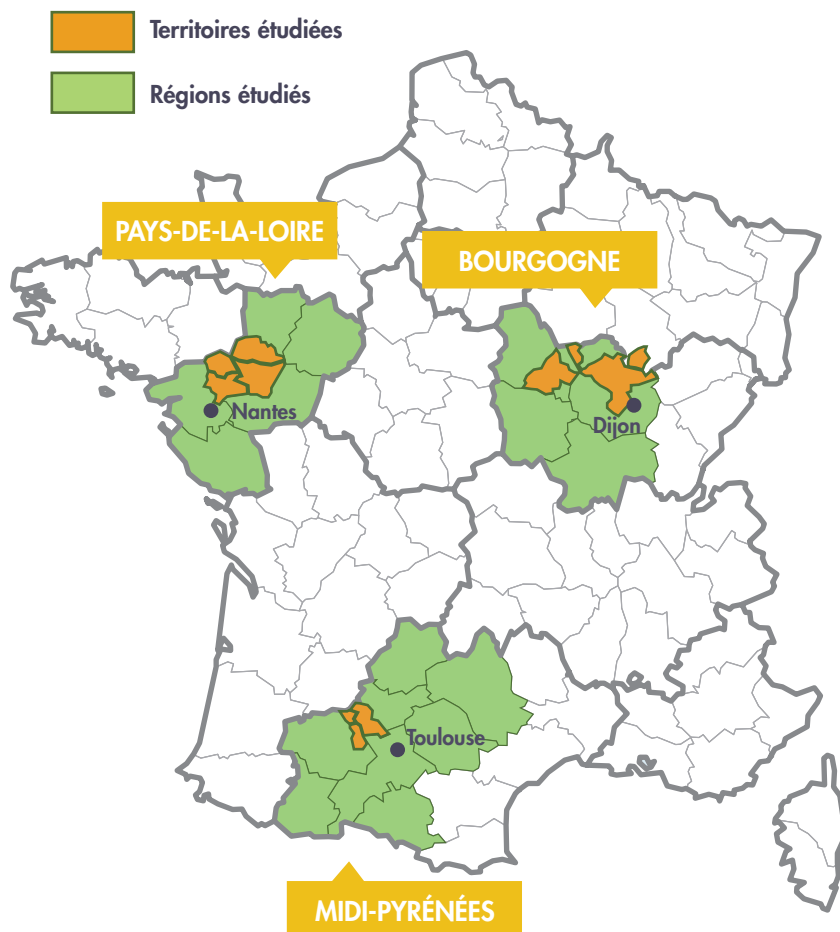 Territoires étudiées
Régions étudiés
PAYS-DE-LA-LOIRE
BOURGOGNE
Nantes
Dijon
Toulouse
MIDI-PYRÉNÉES